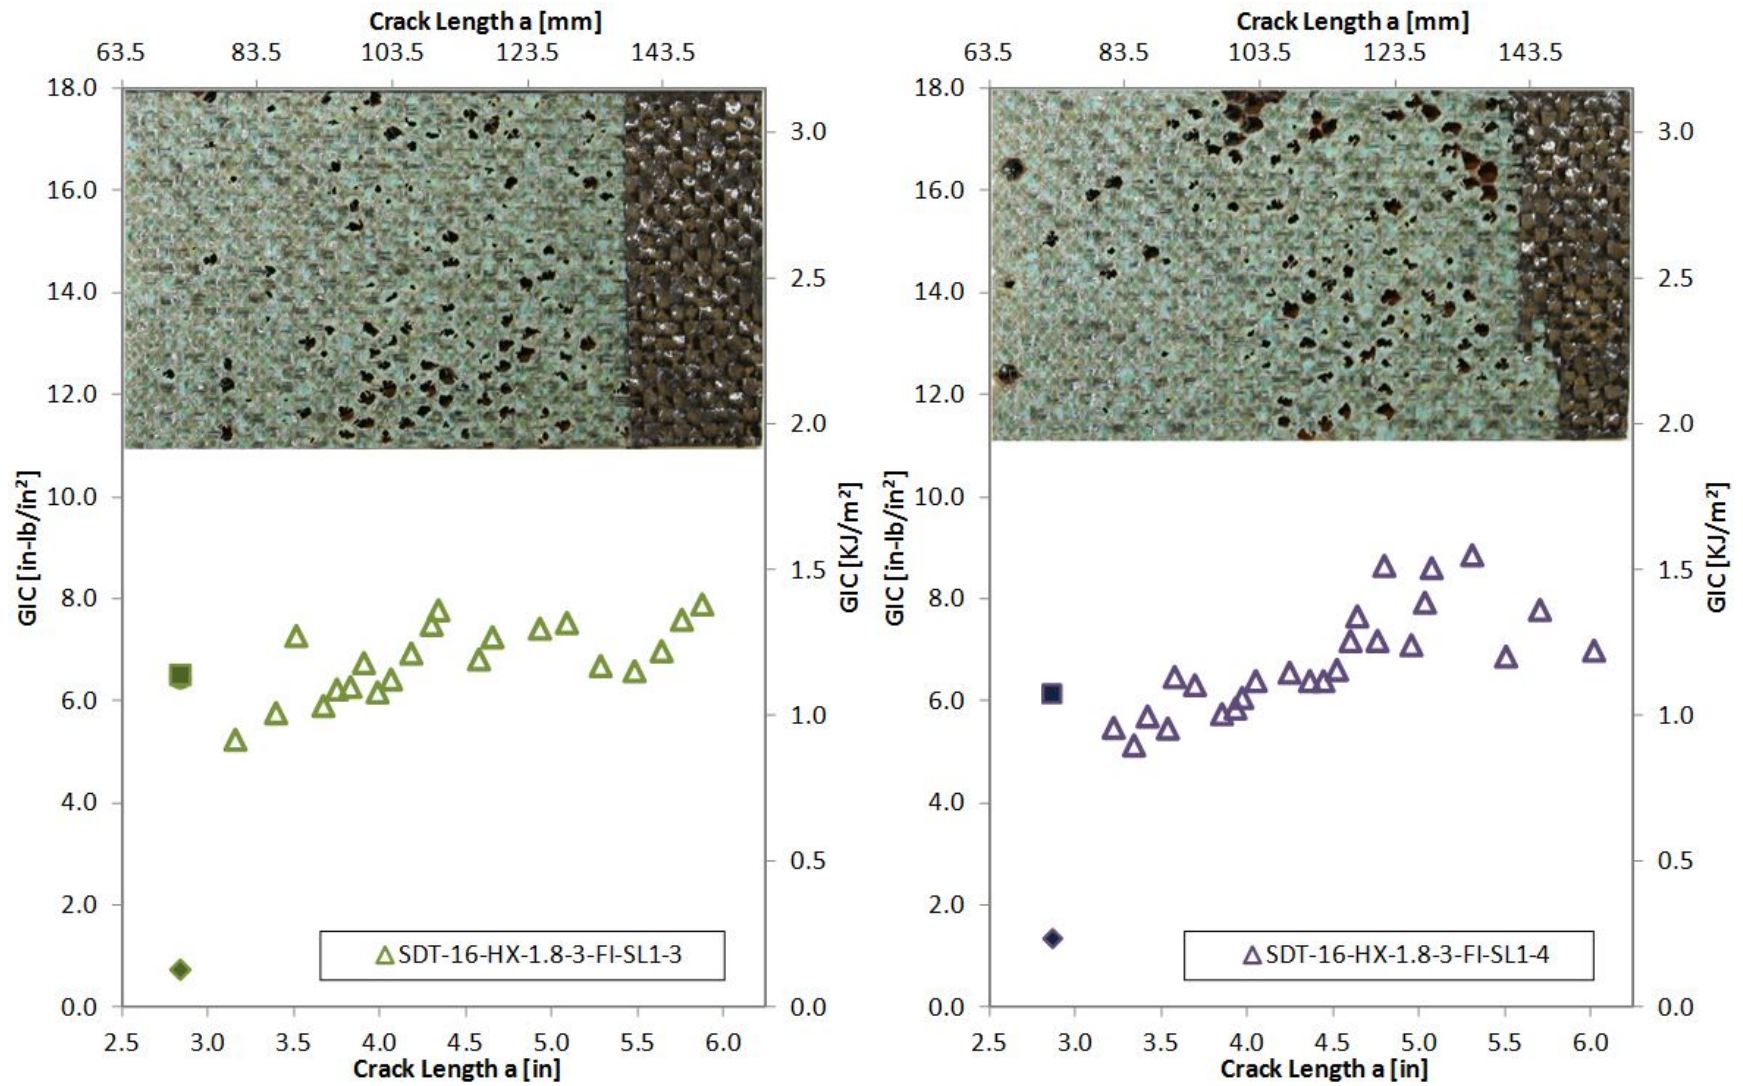 Crack Length a [mm]
63.5 83.5 103.5 123.5 143.5
18.0
16.0
14.0
12.0
10.0
8.0
6.0
4.0
2.0
0.0
GIC [in-lb/in²]
3.0
2.5
2.0
1.5
1.0
0.5
0.0
GIC [KJ/m²]
SDT-16-HX-1.8-3-FI-SL1-3
2.5 3.0 3.5 4.0 4.5 5.0 5.5 6.0
Crack Length a [in]
Crack Length a [mm]
63.5 83.5 103.5 123.5 143.5
18.0
16.0
14.0
12.0
10.0
8.0
6.0
4.0
2.0
0.0
GIC [in-lb/in²]
3.0
2.5
2.0
1.5
1.0
0.5
0.0
GIC [KJ/m²]
SDT-16-HX-1.8-3-FI-SL1-4
2.5 3.0 3.5 4.0 4.5 5.0 5.5 6.0
Crack Length a [in]